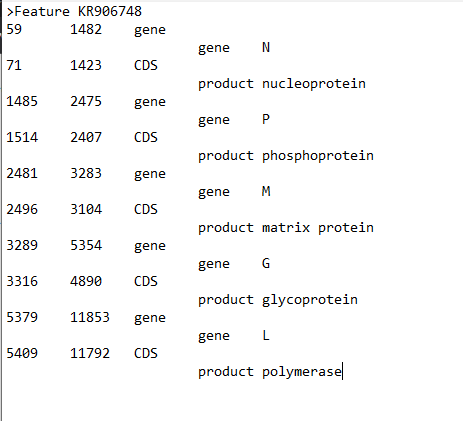 >Feature KR906748
59	1482	gene
			gene	N
71	1423	CDS
			product	nucleoprotein
1485	2475	gene
			gene	P
1514	2407	CDS
			product	phosphoprotein
2481	3283	gene
			gene	M
2496	3104	CDS
			product	matrix protein
3289	5354	gene
			gene	G
3316	4890	CDS
			product	glycoprotein
5379	11853	gene
			gene	L
5409	11792	CDS
			product	polymerase